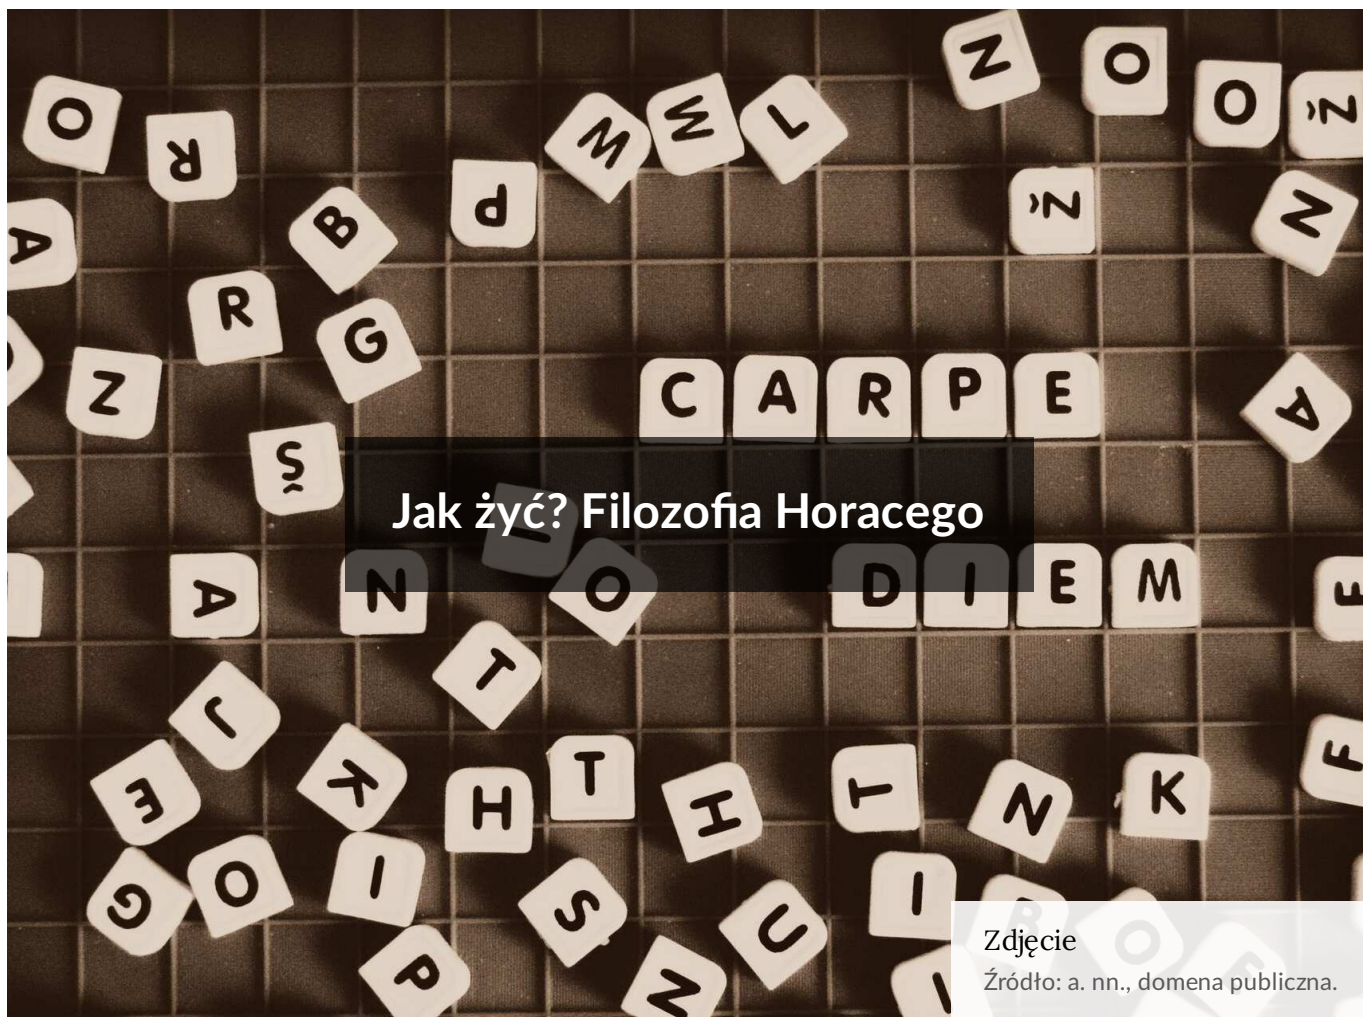 O
R
A
B
P
M
M
L
N
O
O
Ž
Ž
N
R
G
Z
Š
CARPE
A
Jak żyć? Filozofia Horacego
DIEM
A
N
O
T
J
E
K
H
T
H
T
N
K
F
G
O
I
P
S
N
U
I
B
O
Zdjęcie
Źródło: a. nn., domena publiczna.